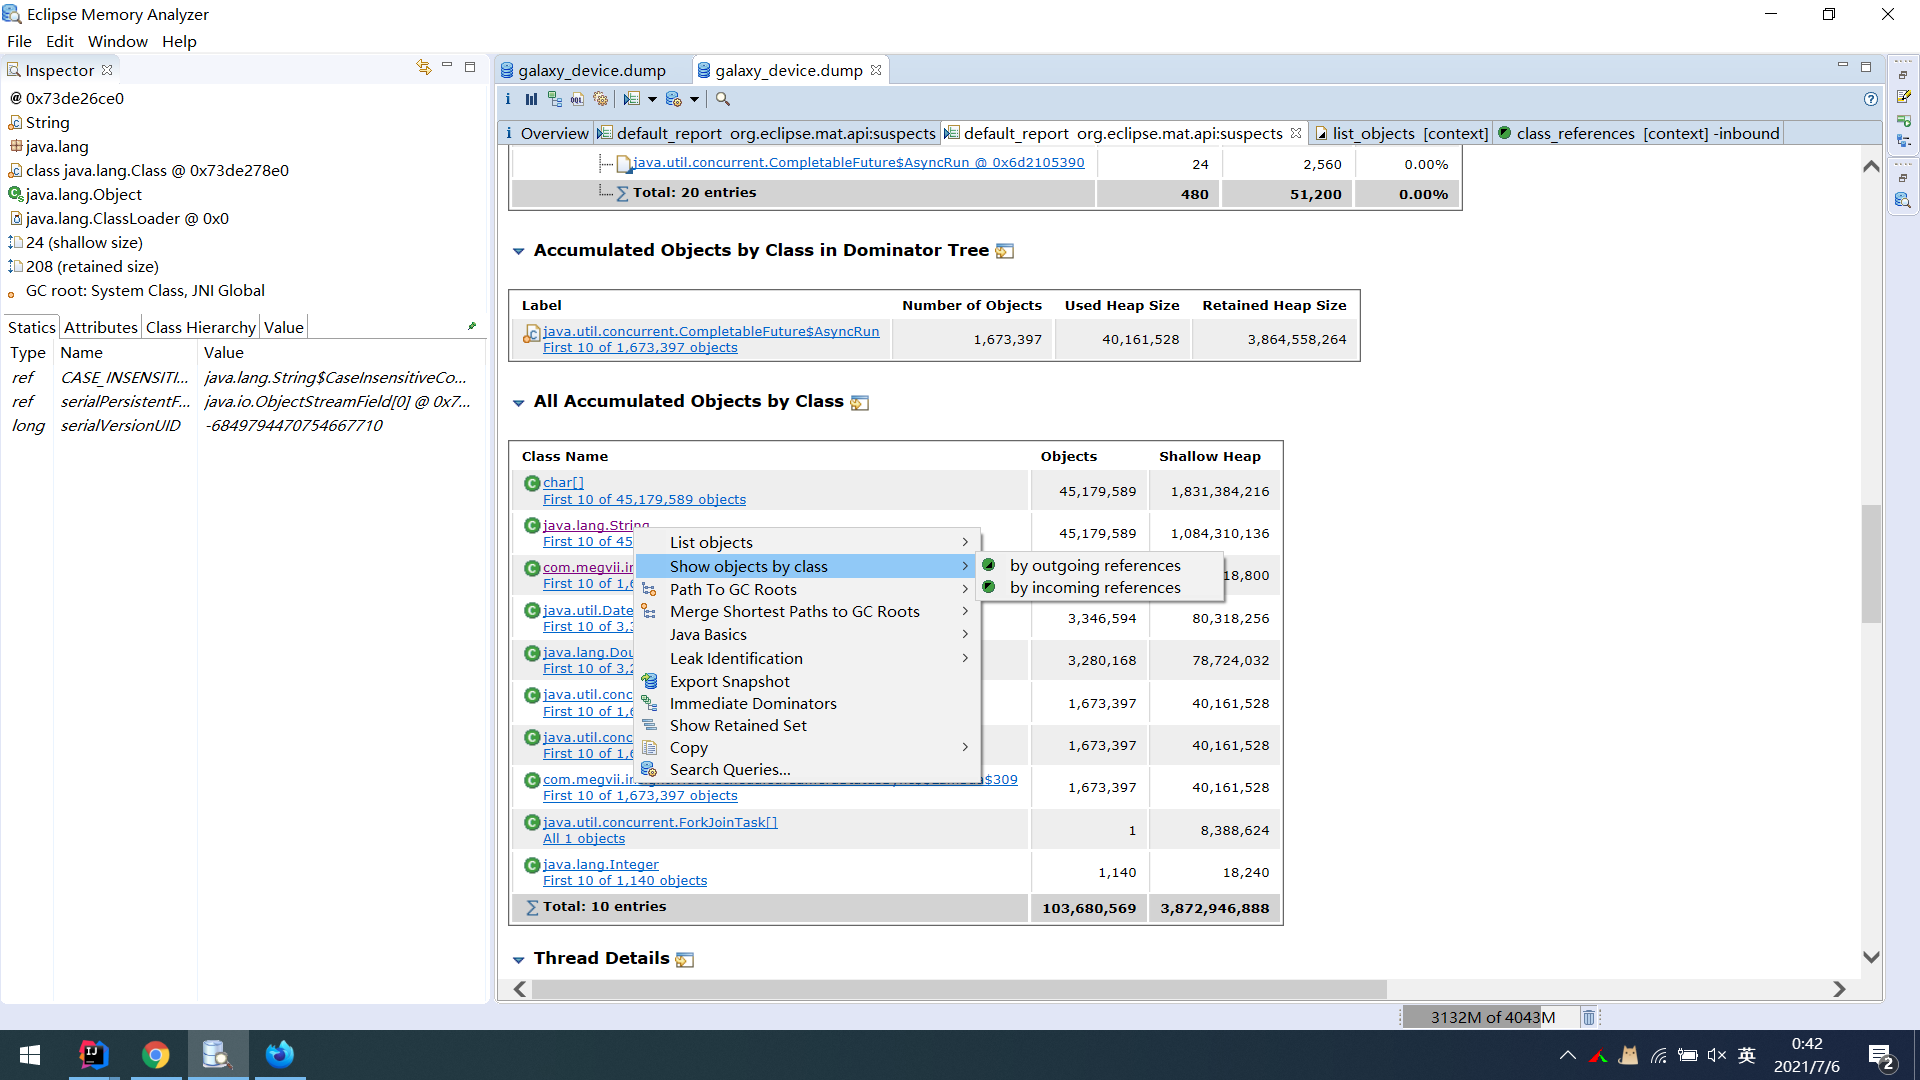 Eclipse Memory Analyzer
File Edit Window Help
Inspector
@ 0x73de26ce0
String
java.lang
class java.lang.Class @ 0x73de278e0
java.lang.Object
java.lang.ClassLoader @ 0x0
24 (shallow size)
208 (retained size)
GC root: System Class, JNI Global
Statics Attributes Class Hierarchy Value
Type Name Value
ref CASE_INSENSITI... java.lang.String$CaseInsensitiveCo...
ref serialPersistentF... java.io.ObjectStreamField[0] @ 0x7...
long serialVersionUID -6849794470754667710
galaxy_device.dump galaxy_device.dump
i Overview default_report org.eclipse.mat.api:suspects default_report org.eclipse.mat.api:suspects list_objects [context] class_references [context] -inbound
java.util.concurrent.CompletableFuture$AsyncRun @ 0x6d2105390 24 2,560 0.00%
∑ Total: 20 entries 480 51,200 0.00%
Accumulated Objects by Class in Dominator Tree
Label Number of Objects Used Heap Size Retained Heap Size
java.util.concurrent.CompletableFuture$AsyncRun 1,673,397 40,161,528 3,864,558,264
First 10 of 1,673,397 objects
All Accumulated Objects by Class
Class Name Objects Shallow Heap
char[] 45,179,589 1,831,384,216
First 10 of 45,179,589 objects
java.lang.String 45,179,589 1,084,310,136
First 10 of 45
com.megvii.in 18,800
First 10 of 1,6
java.util.Date 3,346,594 80,318,256
First 10 of 3,3
java.lang.Dou 3,280,168 78,724,032
First 10 of 3,2
java.util.conc 1,673,397 40,161,528
First 10 of 1,6
java.util.conc 1,673,397 40,161,528
First 10 of 1,6
com.megvii.in $309 1,673,397 40,161,528
First 10 of 1,673,397 objects
java.util.concurrent.ForkJoinTask[] 1 8,388,624
All 1 objects
java.lang.Integer 1,140 18,240
First 10 of 1,140 objects
∑ Total: 10 entries 103,680,569 3,872,946,888
Thread Details
List objects
Show objects by class
Path To GC Roots
Merge Shortest Paths to GC Roots
Java Basics
Leak Identification
Export Snapshot
Immediate Dominators
Show Retained Set
Copy
Search Queries...
by outgoing references
by incoming references
3132M of 4043M
英
0:42
2021/7/6
2